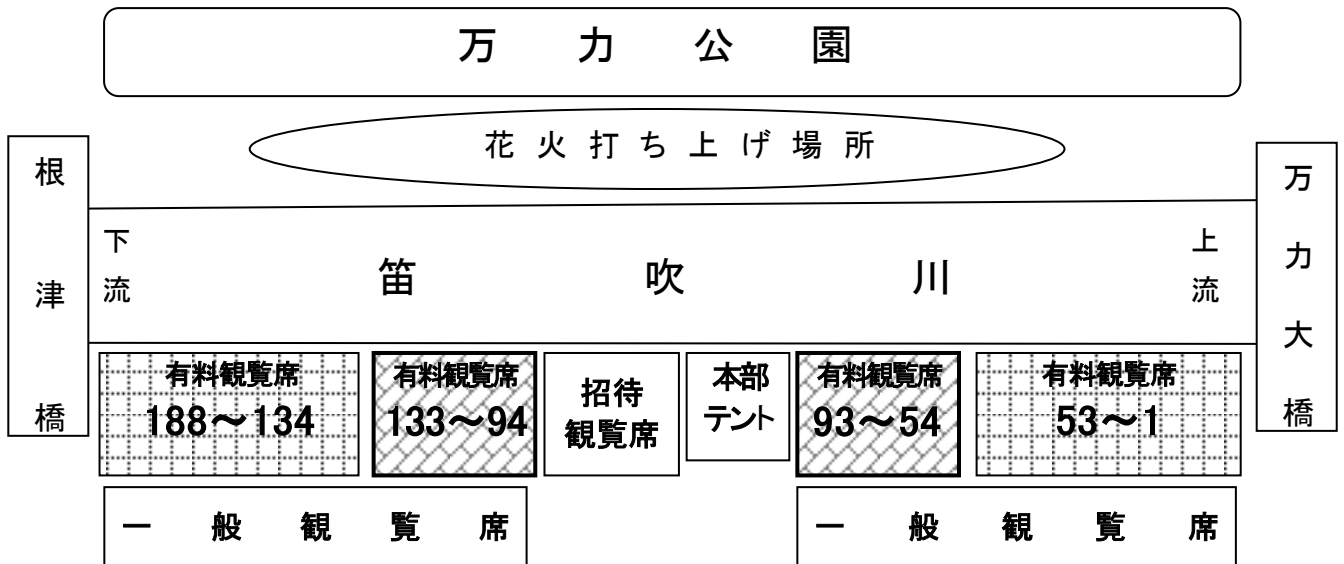 万力公園
花火打ち上げ場所
根津橋
万力大橋
下流
上流
笛吹川
有料観覧席
188～134
有料観覧席
133～94
招待
観覧席
本部
テント
有料観覧席
93～54
有料観覧席
53～1
一般観覧席
一般観覧席